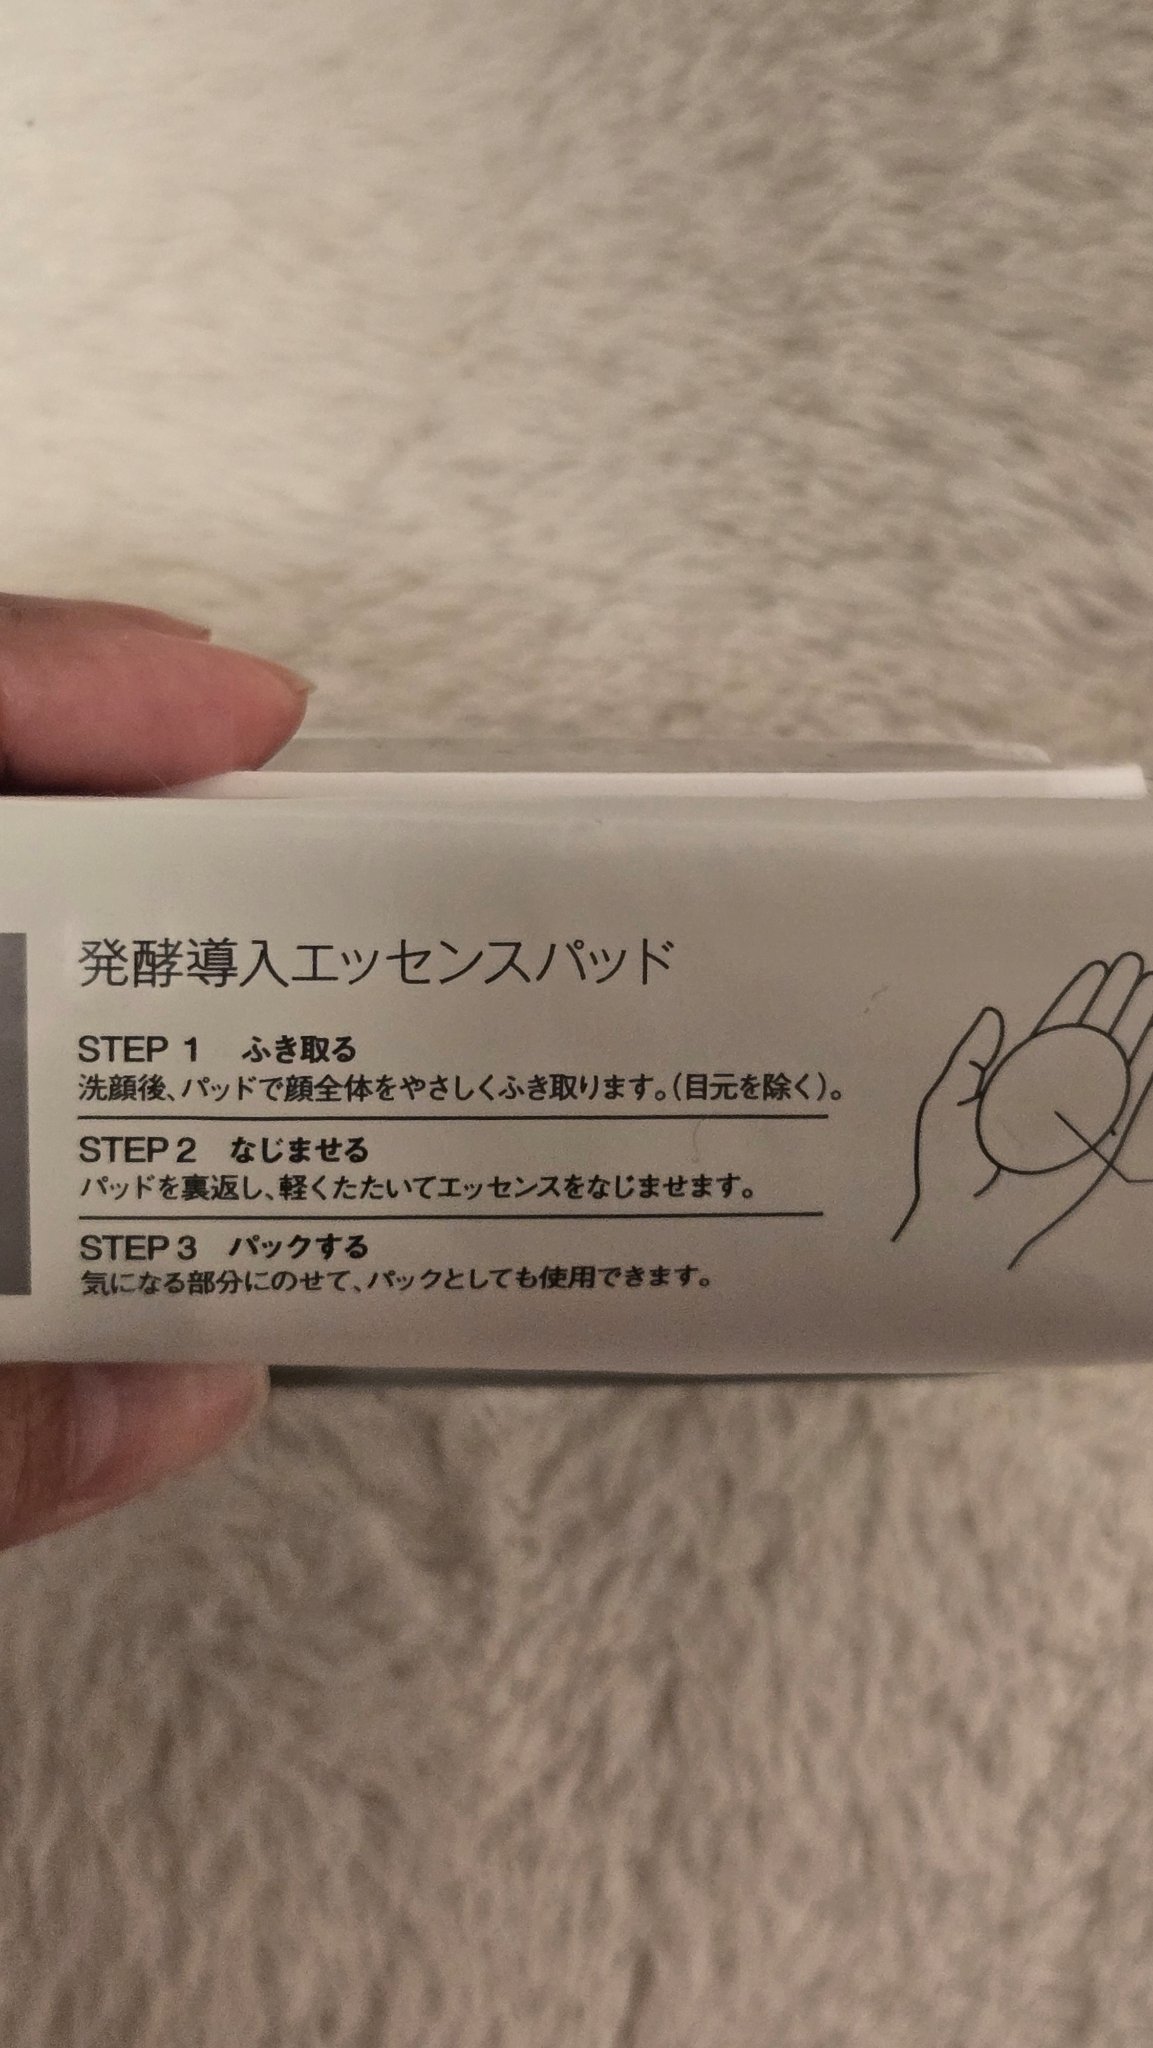 発酵導入エッセンスパッド
STEP 1 ふき取る
洗顔後、パッドで顔全体をやさしくふき取ります。(目元を除く)。
STEP 2 なじませる
パッドを裏返し、軽くたたいてエッセンスをなじませます。
STEP 3 パックする
気になる部分にのせて、パックとしても使用できます。